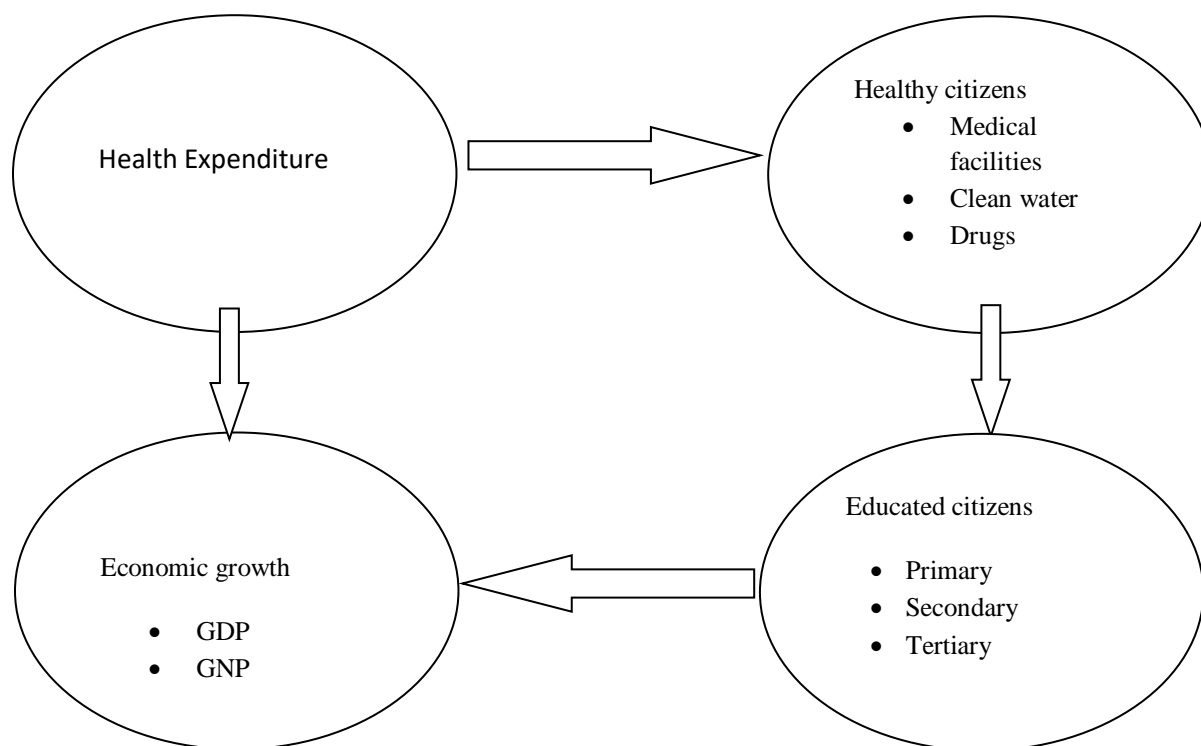 Health Expenditure
Healthy citizens
• Medical
facilities
• Clean water
• Drugs
Economic growth
• GDP
• GNP
Educated citizens
• Primary
• Secondary
• Tertiary